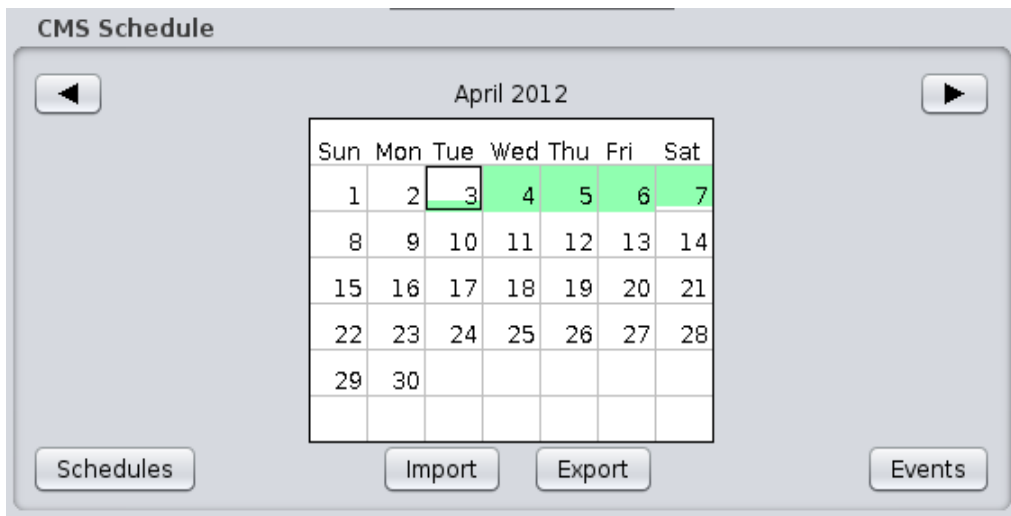 CMS Schedule
April 2012
Sun Mon Tue Wed Thu Fri Sat
1 2 3 4 5 6 7
8 9 10 11 12 13 14
15 16 17 18 19 20 21
22 23 24 25 26 27 28
29 30
Schedules Import Export Events